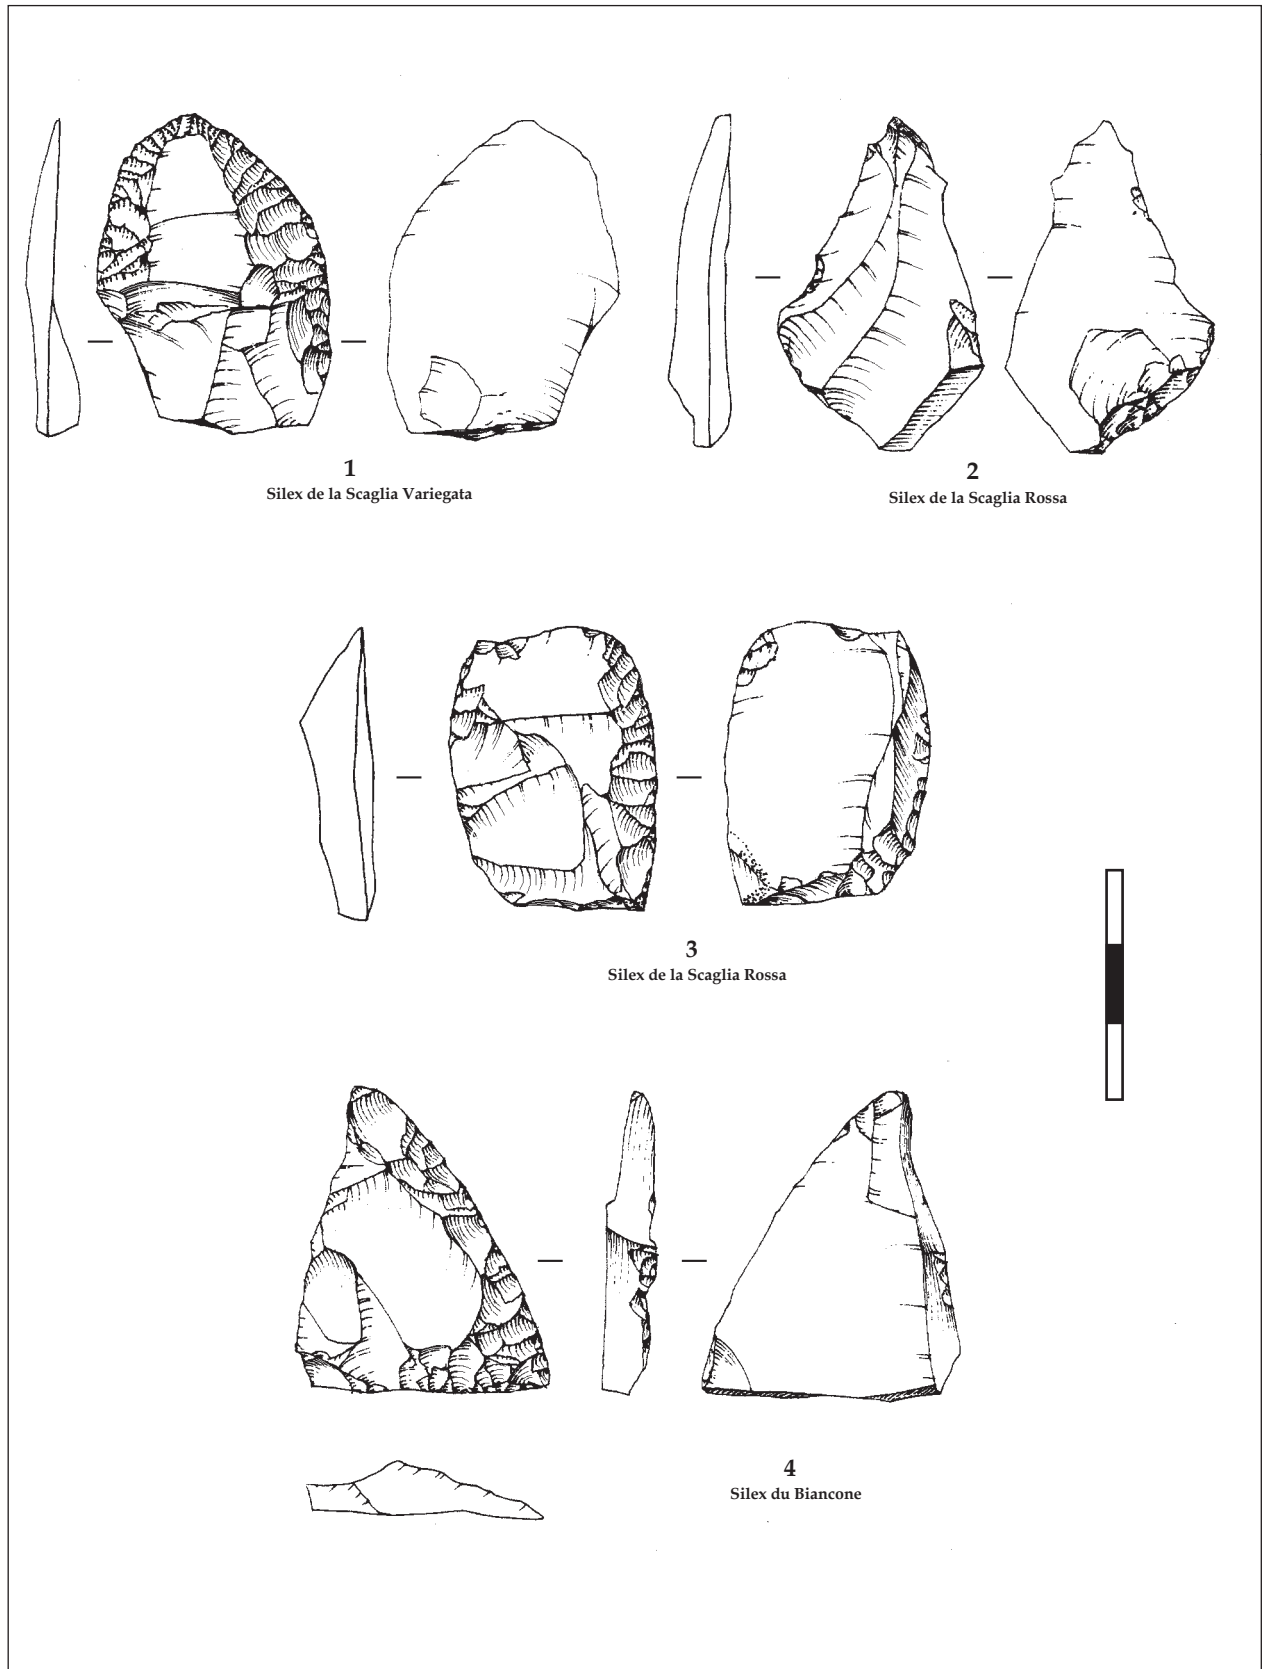 1
Silex de la Scaglia Variegata
2
Silex de la Scaglia Rossa
3
Silex de la Scaglia Rossa
4
Silex du Biancone